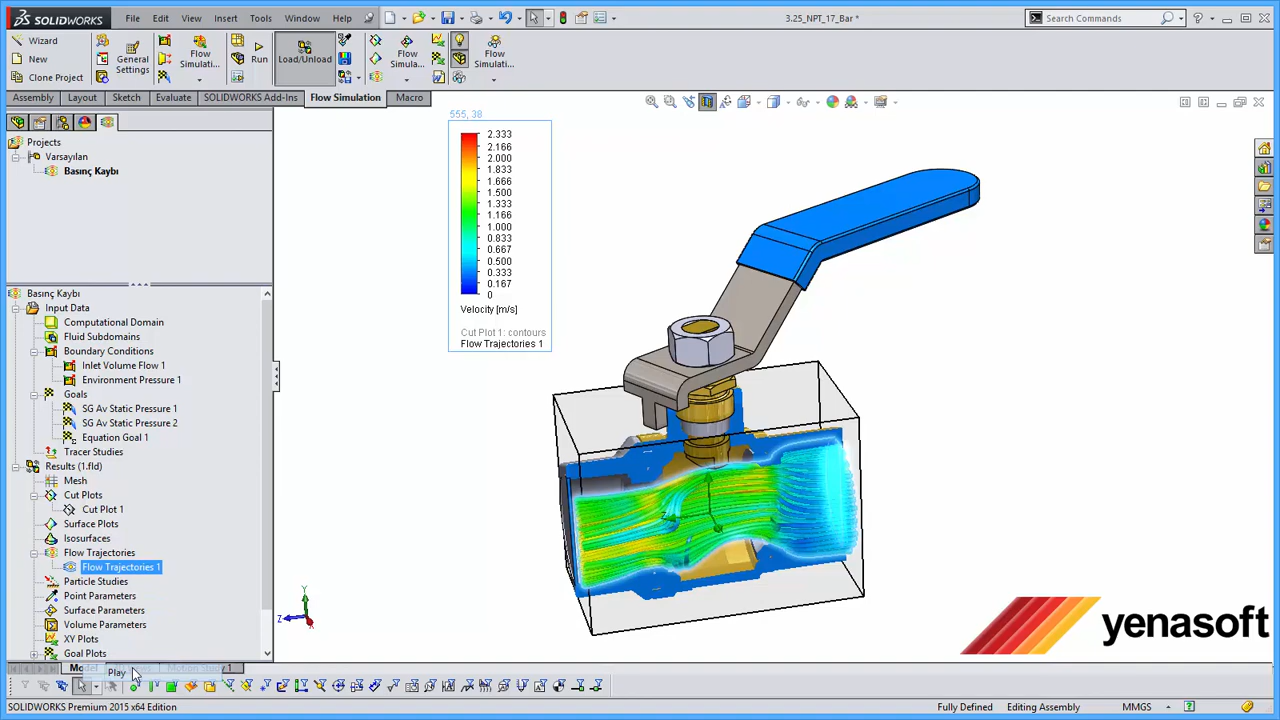 SOLIDWORKS
File Edit View Insert Tools Window Help
3.25_NPT_17_Bar *
Search Commands
Wizard
New
Clone Project
General Settings
Flow Simulati...
Run
Load/Unload
Flow Simula...
Flow Simulati...
Assembly Layout Sketch Evaluate SOLIDWORKS Add-Ins Flow Simulation Macro
Projects
Varsayılan
Basınç Kaybı
Basınç Kaybı
Input Data
Computational Domain
Fluid Subdomains
Boundary Conditions
Inlet Volume Flow 1
Environment Pressure 1
Goals
SG Av Static Pressure 1
SG Av Static Pressure 2
Equation Goal 1
Tracer Studies
Results (1.fld)
Mesh
Cut Plots
Cut Plot 1
Surface Plots
Isosurfaces
Flow Trajectories
Flow Trajectories 1
Particle Studies
Point Parameters
Surface Parameters
Volume Parameters
XY Plots
Goal Plots
555, 38
2.333
2.166
2.000
1.833
1.666
1.500
1.333
1.166
1.000
0.833
0.667
0.500
0.333
0.167
0
Velocity [m/s]
Cut Plot 1: contours
Flow Trajectories 1
Z
Y
Z
yenasoft
Play
SOLIDWORKS Premium 2015 x64 Edition
Fully Defined
Editing Assembly
MMGS